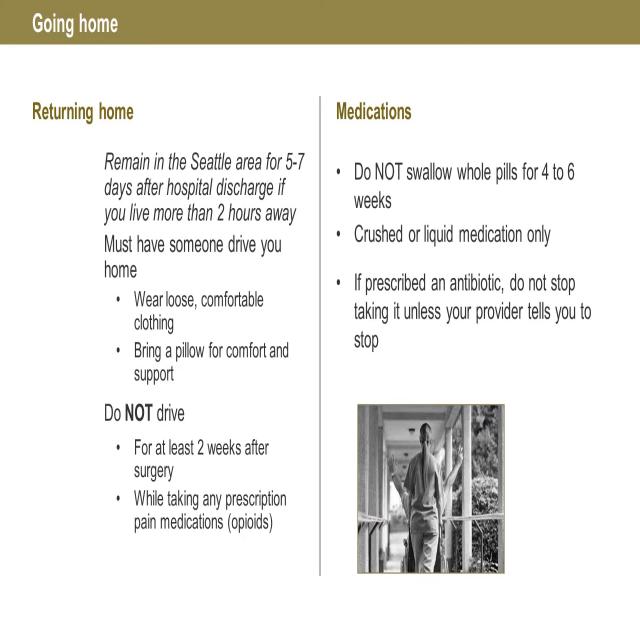 Going home
Returning home
Remain in the Seattle area for 5-7
days after hospital discharge if
you live more than 2 hours away
Must have someone drive you
home
• Wear loose, comfortable
clothing
• Bring a pillow for comfort and
support
Do NOT drive
• For at least 2 weeks after
surgery
• While taking any prescription
pain medications (opioids)
Medications
• Do NOT swallow whole pills for 4 to 6
weeks
• Crushed or liquid medication only
• If prescribed an antibiotic, do not stop
taking it unless your provider tells you to
stop